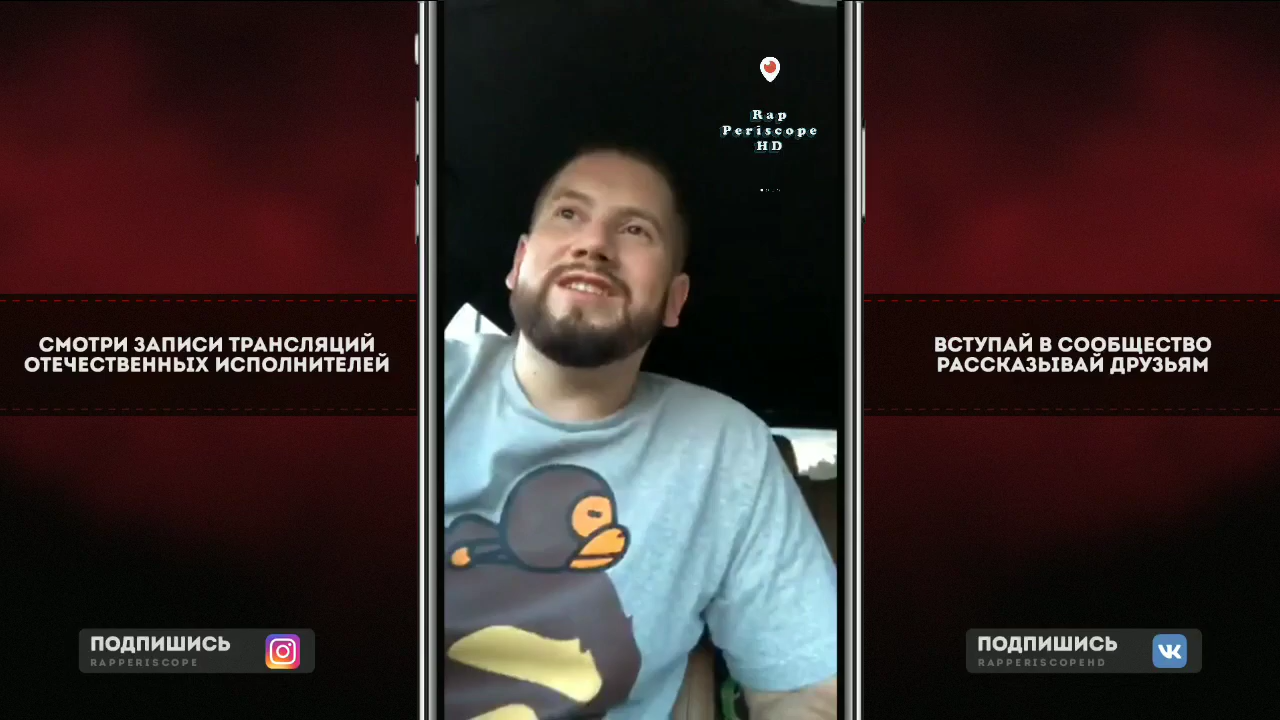 Rap
Periscope
HD
СМОТРИ ЗАПИСИ ТРАНСЛЯЦИЙ
ОТЕЧЕСТВЕННЫХ ИСПОЛНИТЕЛЕЙ
ВСТУПАЙ В СООБЩЕСТВО
РАССКАЗЫВАЙ ДРУЗЬЯМ
ПОДПИШИСЬ
RAPPERISCOPE
ПОДПИШИСЬ
RAPPERISCOPEHD